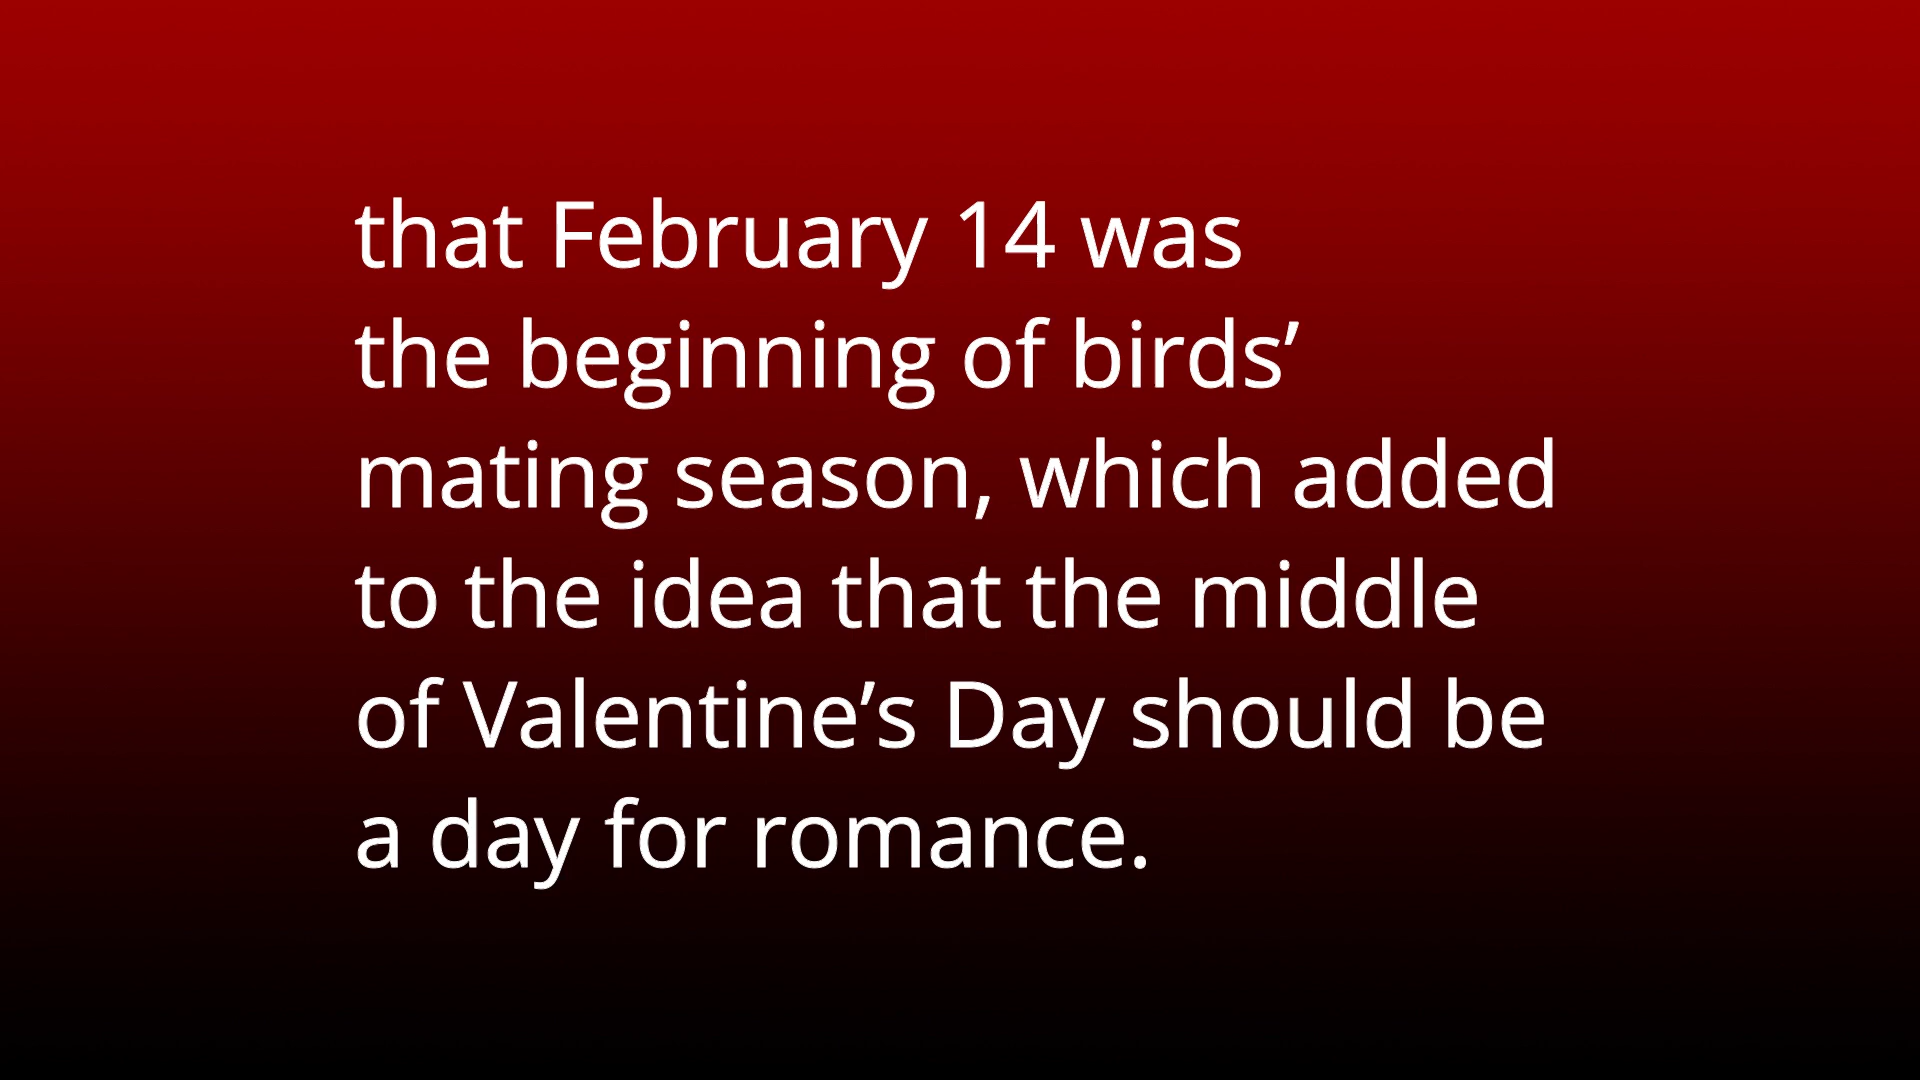 that February 14 was
the beginning of birds’
mating season, which added
to the idea that the middle
of Valentine’s Day should be
a day for romance.